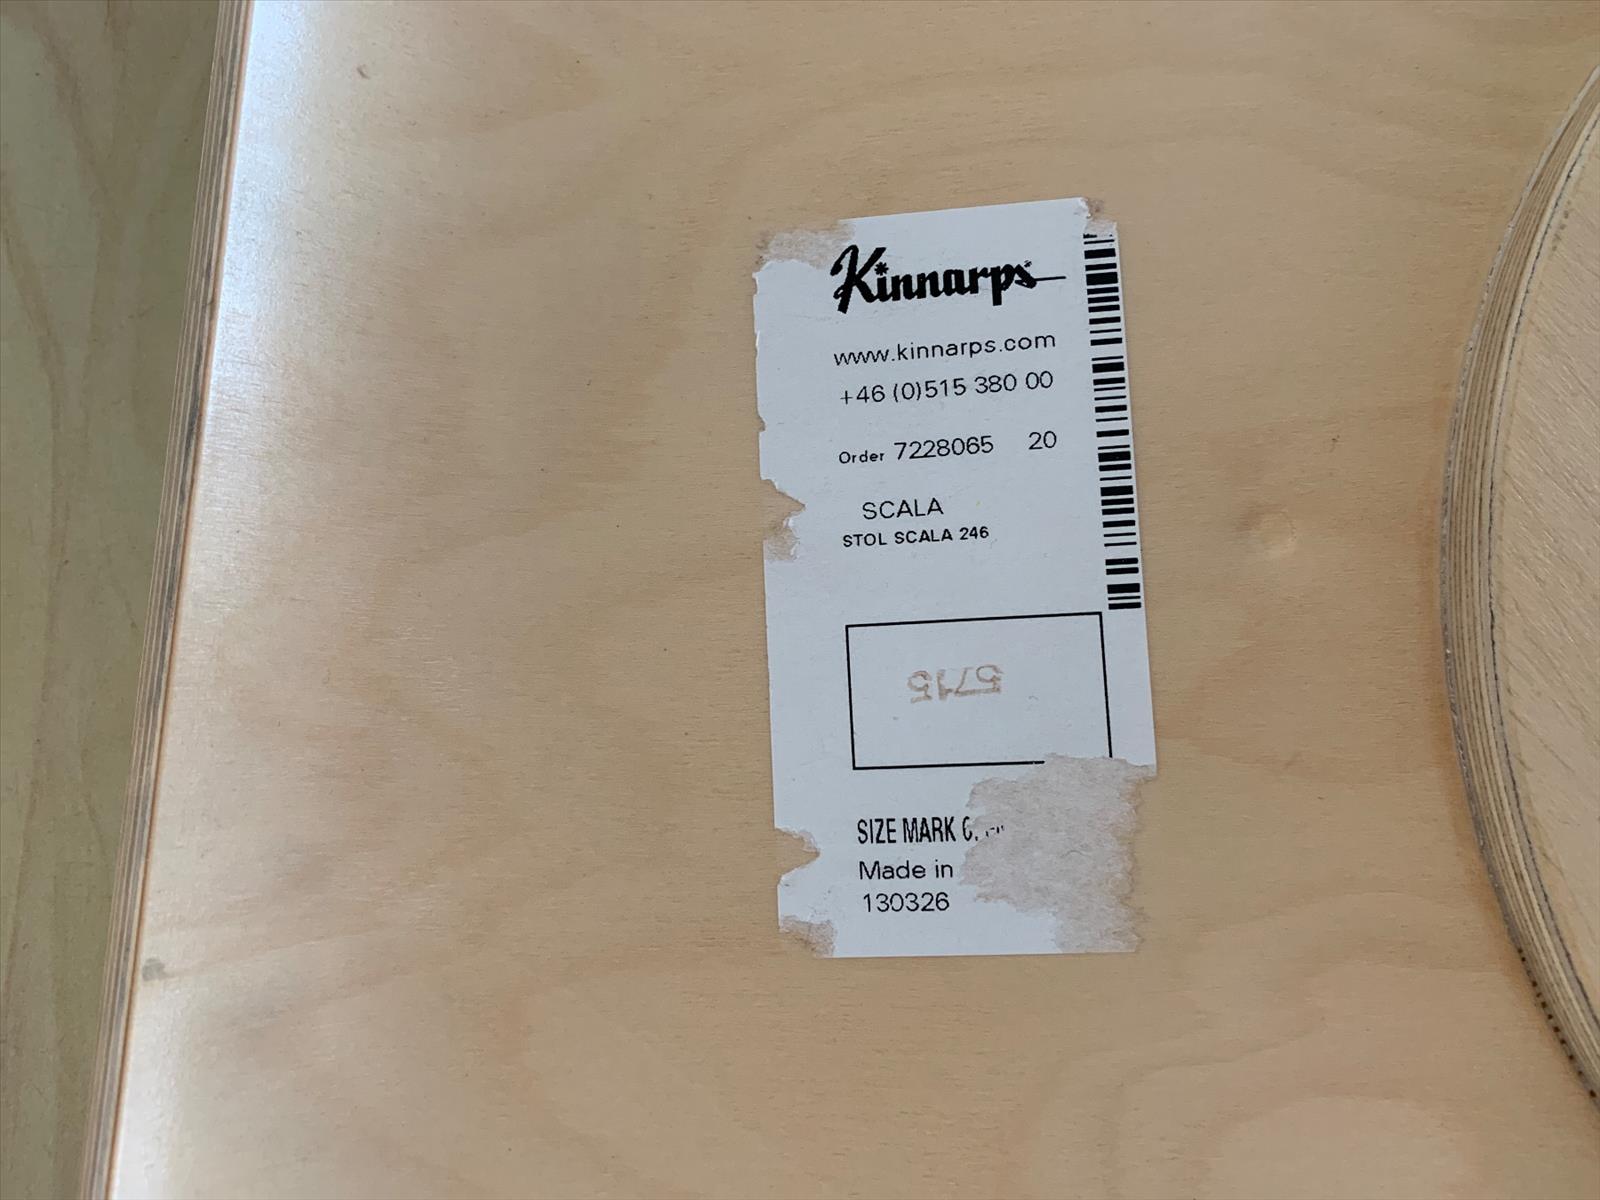 Kinnarps
www.kinnarps.com
+46 (0)515 380 00
Order 7228065 20
SCALA
STOL SCALA 246
5715
SIZE MARK
Made in
130326